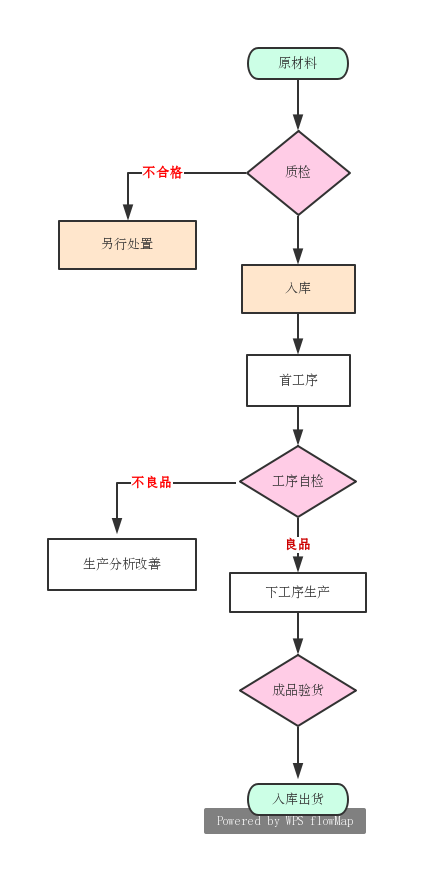 原材料
质检
不合格
另行处置
入库
首工序
工序自检
不良品
良品
生产分析改善
下工序生产
成品验货
入库出货
Powered by WPS flowMap